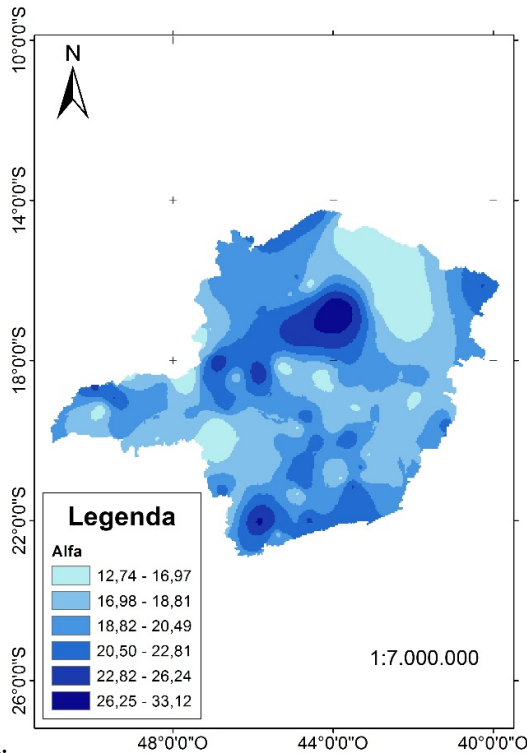 10°0'0"S
N
14°0'0"S
18°0'0"S
22°0'0"S
26°0'0"S
Legenda
Alfa
12,74 - 16,97
16,98 - 18,81
18,82 - 20,49
20,50 - 22,81
22,82 - 26,24
26,25 - 33,12
1:7.000.000
48°0'0"O
44°0'0"O
40°0'0"O